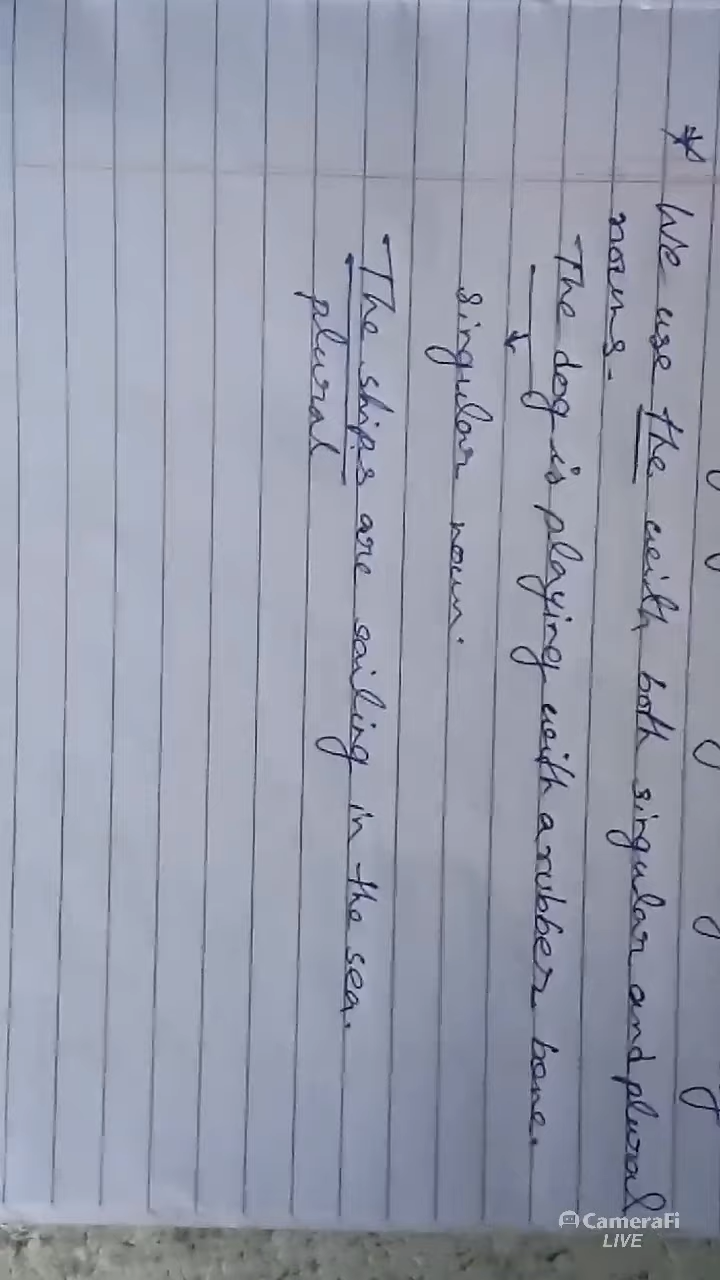 * We use the with both singular and plural
nouns.
The dog is playing with a rubber bone.
singular noun.
The ships are sailing in the sea.
plural
CameraFi
LIVE